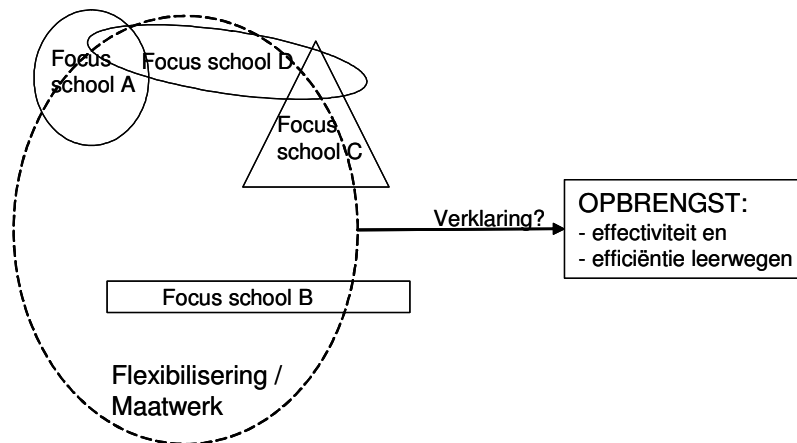 Focus
school A
Focus school D
Focus
school C
Verklaring?
OPBRENGST:
- effectiviteit en
- efficiëntie leerwegen
Focus school B
Flexibilisering /
Maatwerk